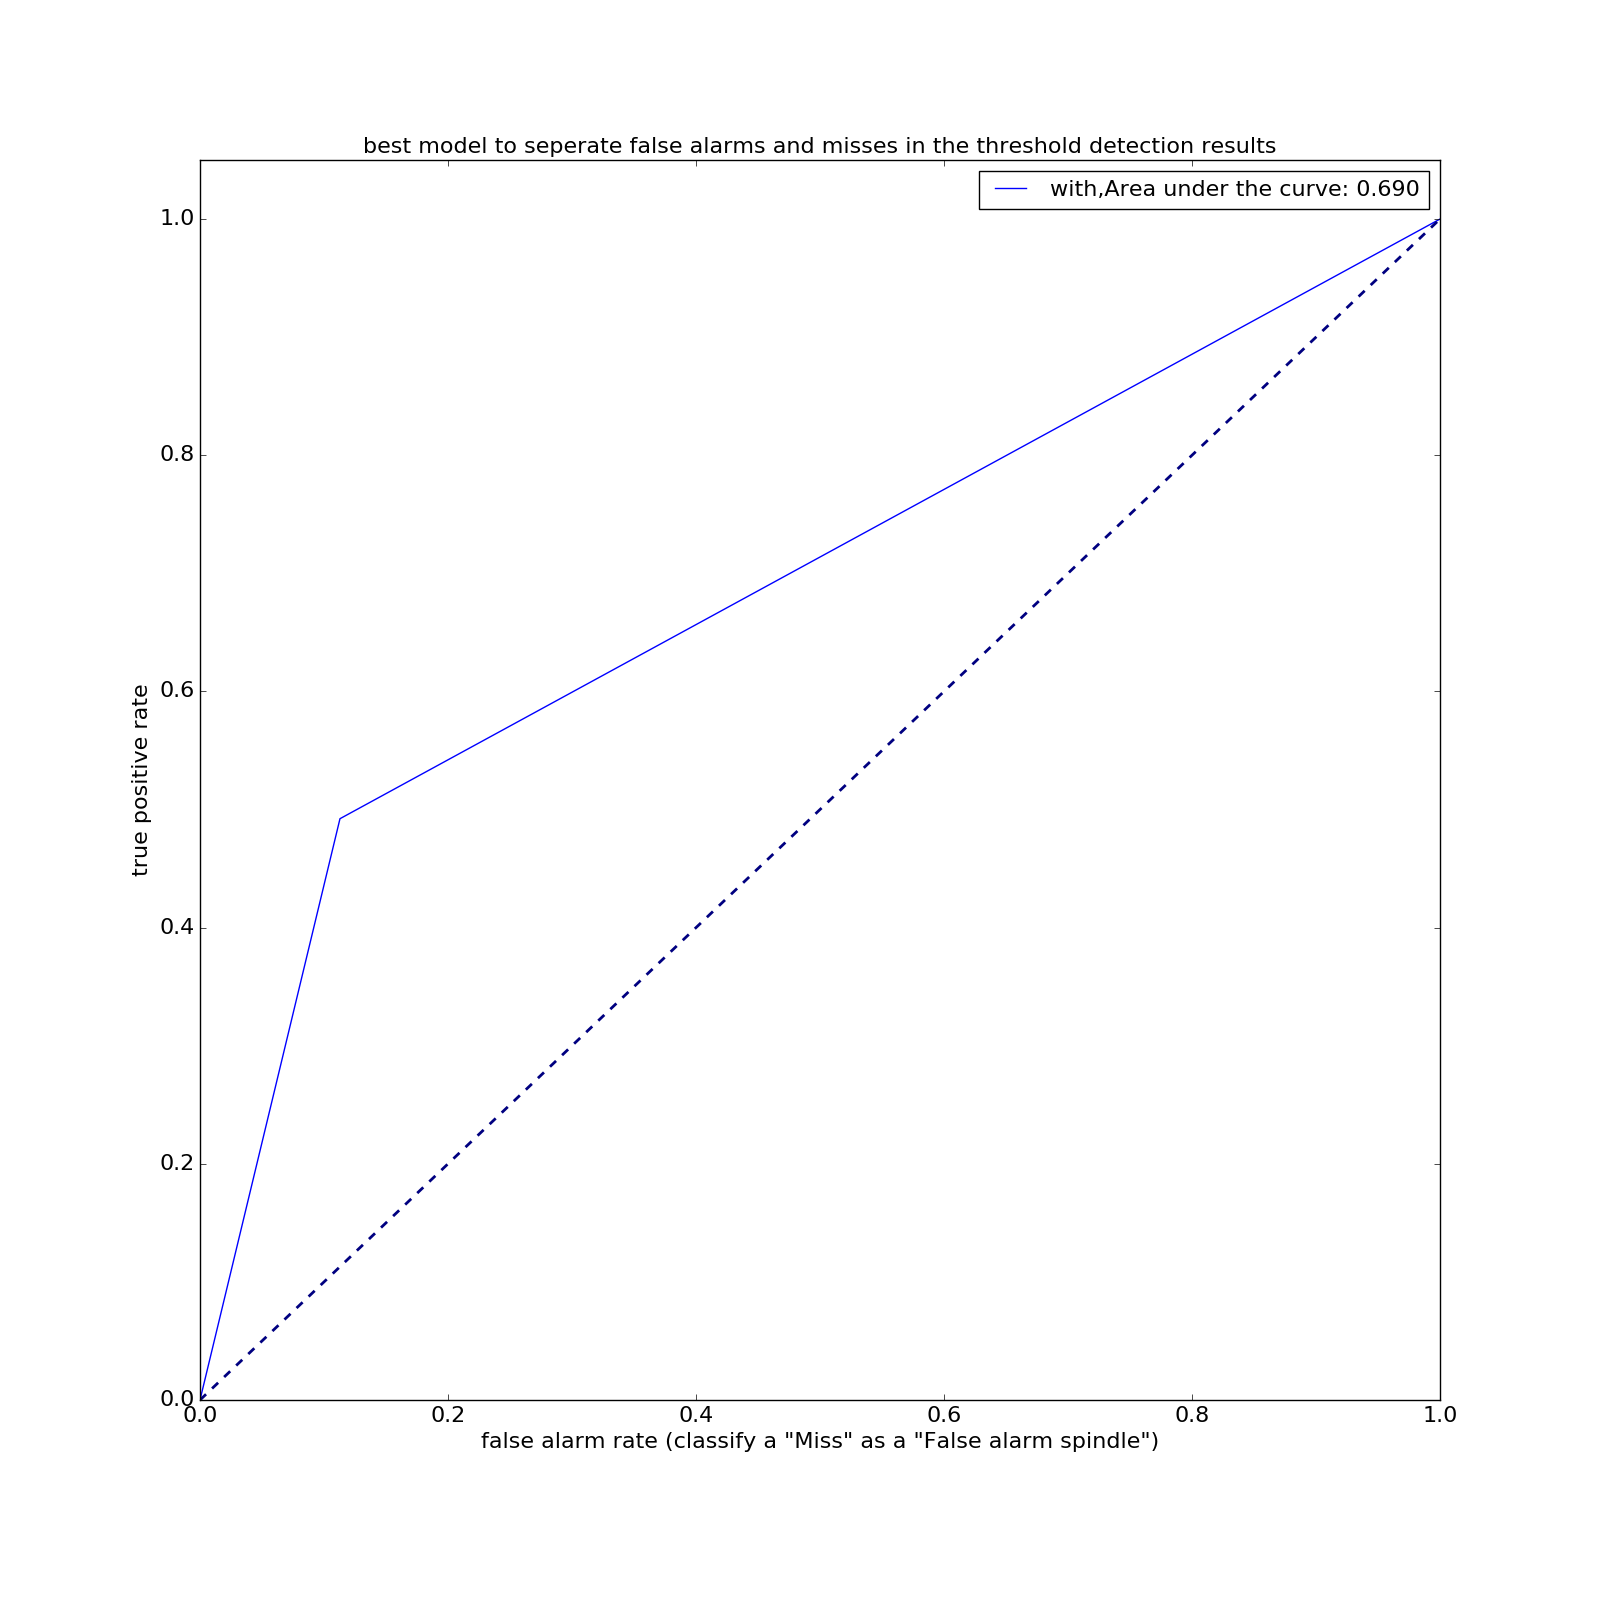 best model to seperate false alarms and misses in the threshold detection results
with,Area under the curve: 0.690
1.0
0.8
0.6
0.4
0.2
0.0
true positive rate
0.0 0.2 0.4 0.6 0.8 1.0
false alarm rate (classify a "Miss" as a "False alarm spindle")